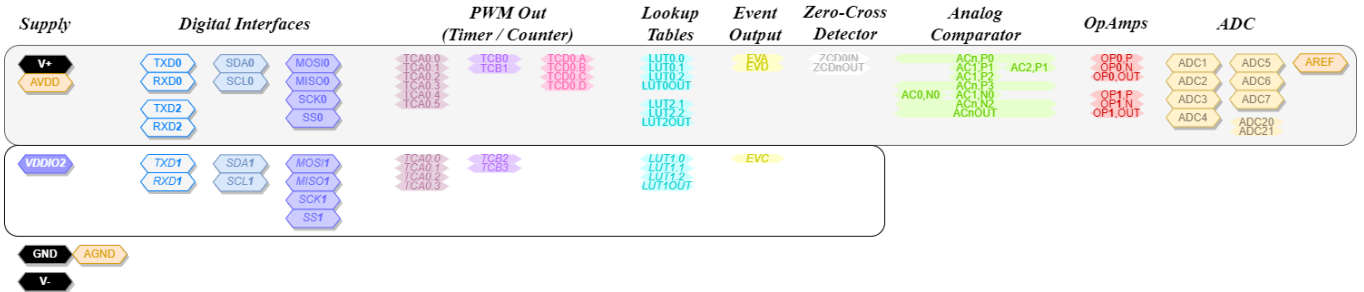 Supply
Digital Interfaces
PWM Out
(Timer / Counter)
Lookup
Tables
Event
Output
Zero-Cross
Detector
Analog
Comparator
OpAmps
ADC
V+
AVDD
TXD0
RXD0
TXD2
RXD2
SDA0
SCL0
MOSI0
MISO0
SCK0
SS0
TCA0.0
TCA0.1
TCA0.2
TCA0.3
TCA0.4
TCA0.5
TCB0
TCB1
TCD0.A
TCD0.B
TCD0.C
TCD0.D
LUT0.0
LUT0.1
LUT0.2
LUT0OUT
LUT2.1
LUT2.2
LUT2OUT
EVA
EVD
ZCD0IN
ZCDnOUT
ACn,P0
AC1,P1
AC2,P1
AC1,P2
ACn,P3
AC0,N0
AC1,N0
ACn,N2
ACnOUT
OP0,P
OP0,N
OP0,OUT
OP1,P
OP1,N
OP1,OUT
ADC1
ADC2
ADC3
ADC4
ADC5
ADC6
ADC7
ADC20
ADC21
AREF
VDDIO2
TXD1
RXD1
SDA1
SCL1
MOSI1
MISO1
SCK1
SS1
TCA0.0
TCA0.1
TCA0.2
TCA0.3
TCB2
TCB3
LUT1.0
LUT1.1
LUT1.2
LUT1OUT
EVC
GND
AGND
V-